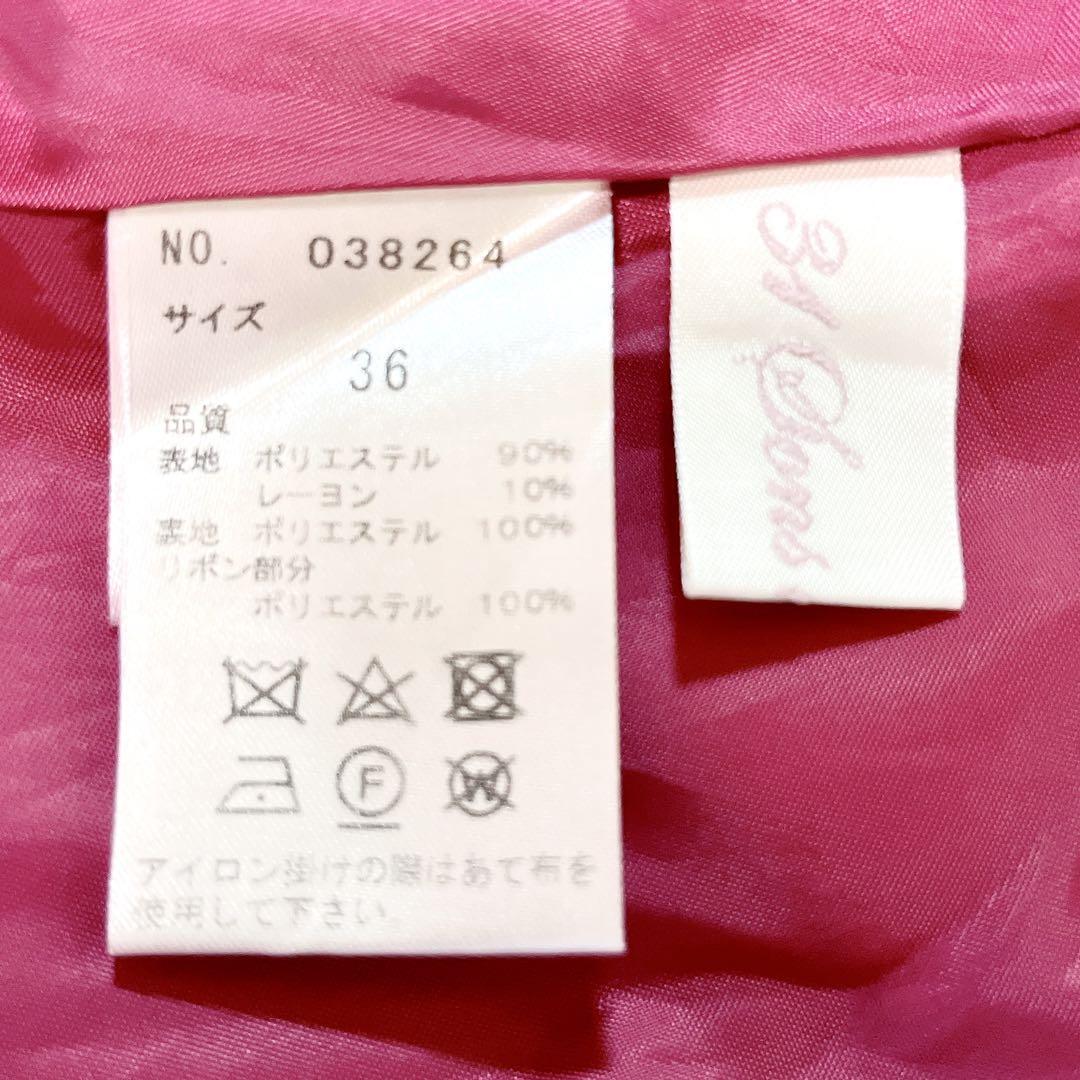 NO. 038264
サイズ
36
品質
表地 ポリエステル 90%
レーヨン 10%
裏地 ポリエステル 100%
リボン部分
ポリエステル 100%
F
W
アイロン掛けの際はあて布を
使用して下さい
31 Sons